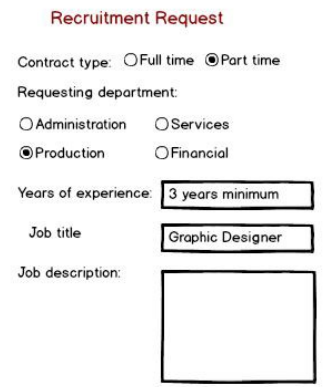 Recruitment Request
Contract type: Full time Part time
Requesting department:
Administration Services
Production Financial
Years of experience: 3 years minimum
Job title Graphic Designer
Job description: